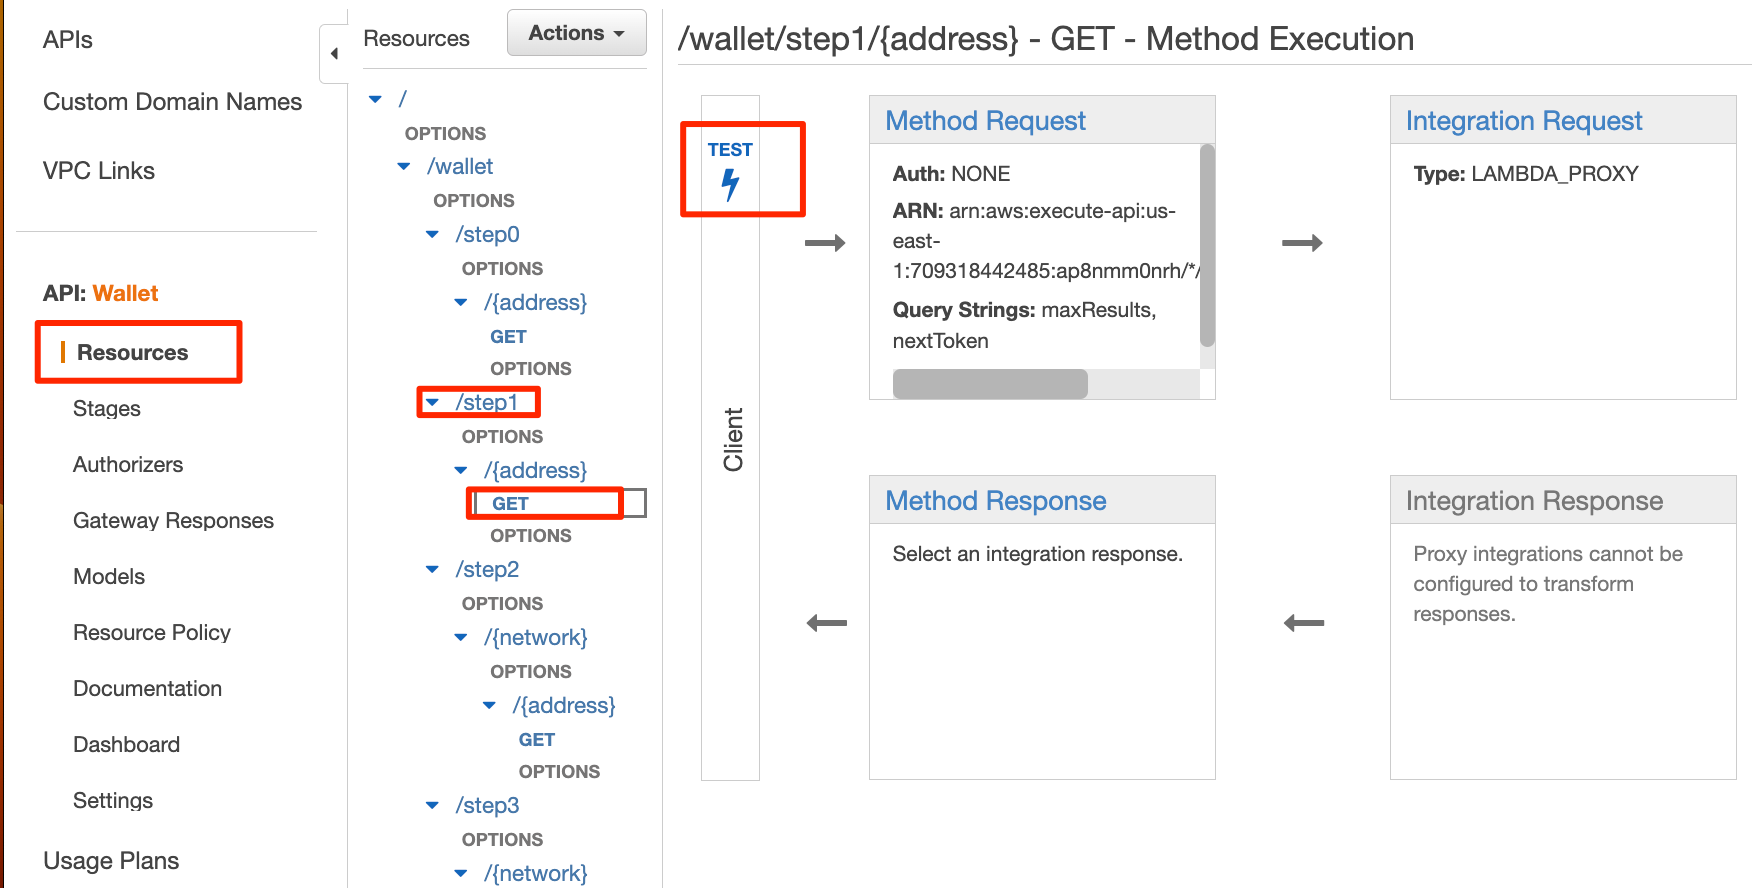 APIs
Custom Domain Names
VPC Links
API: Wallet
Resources
Stages
Authorizers
Gateway Responses
Models
Resource Policy
Documentation
Dashboard
Settings
Usage Plans
Resources
Actions
/
OPTIONS
/wallet
OPTIONS
/step0
OPTIONS
/{address}
GET
OPTIONS
/step1
OPTIONS
/{address}
GET
OPTIONS
/step2
OPTIONS
/{network}
OPTIONS
/{address}
GET
OPTIONS
/step3
OPTIONS
/{network}
/wallet/step1/{address} - GET - Method Execution
TEST
Client
Method Request
Auth: NONE
ARN: arn:aws:execute-api:us-
east-
1:709318442485:ap8nmm0nrh/*/
Query Strings: maxResults,
nextToken
Integration Request
Type: LAMBDA_PROXY
Method Response
Select an integration response.
Integration Response
Proxy integrations cannot be
configured to transform
responses.